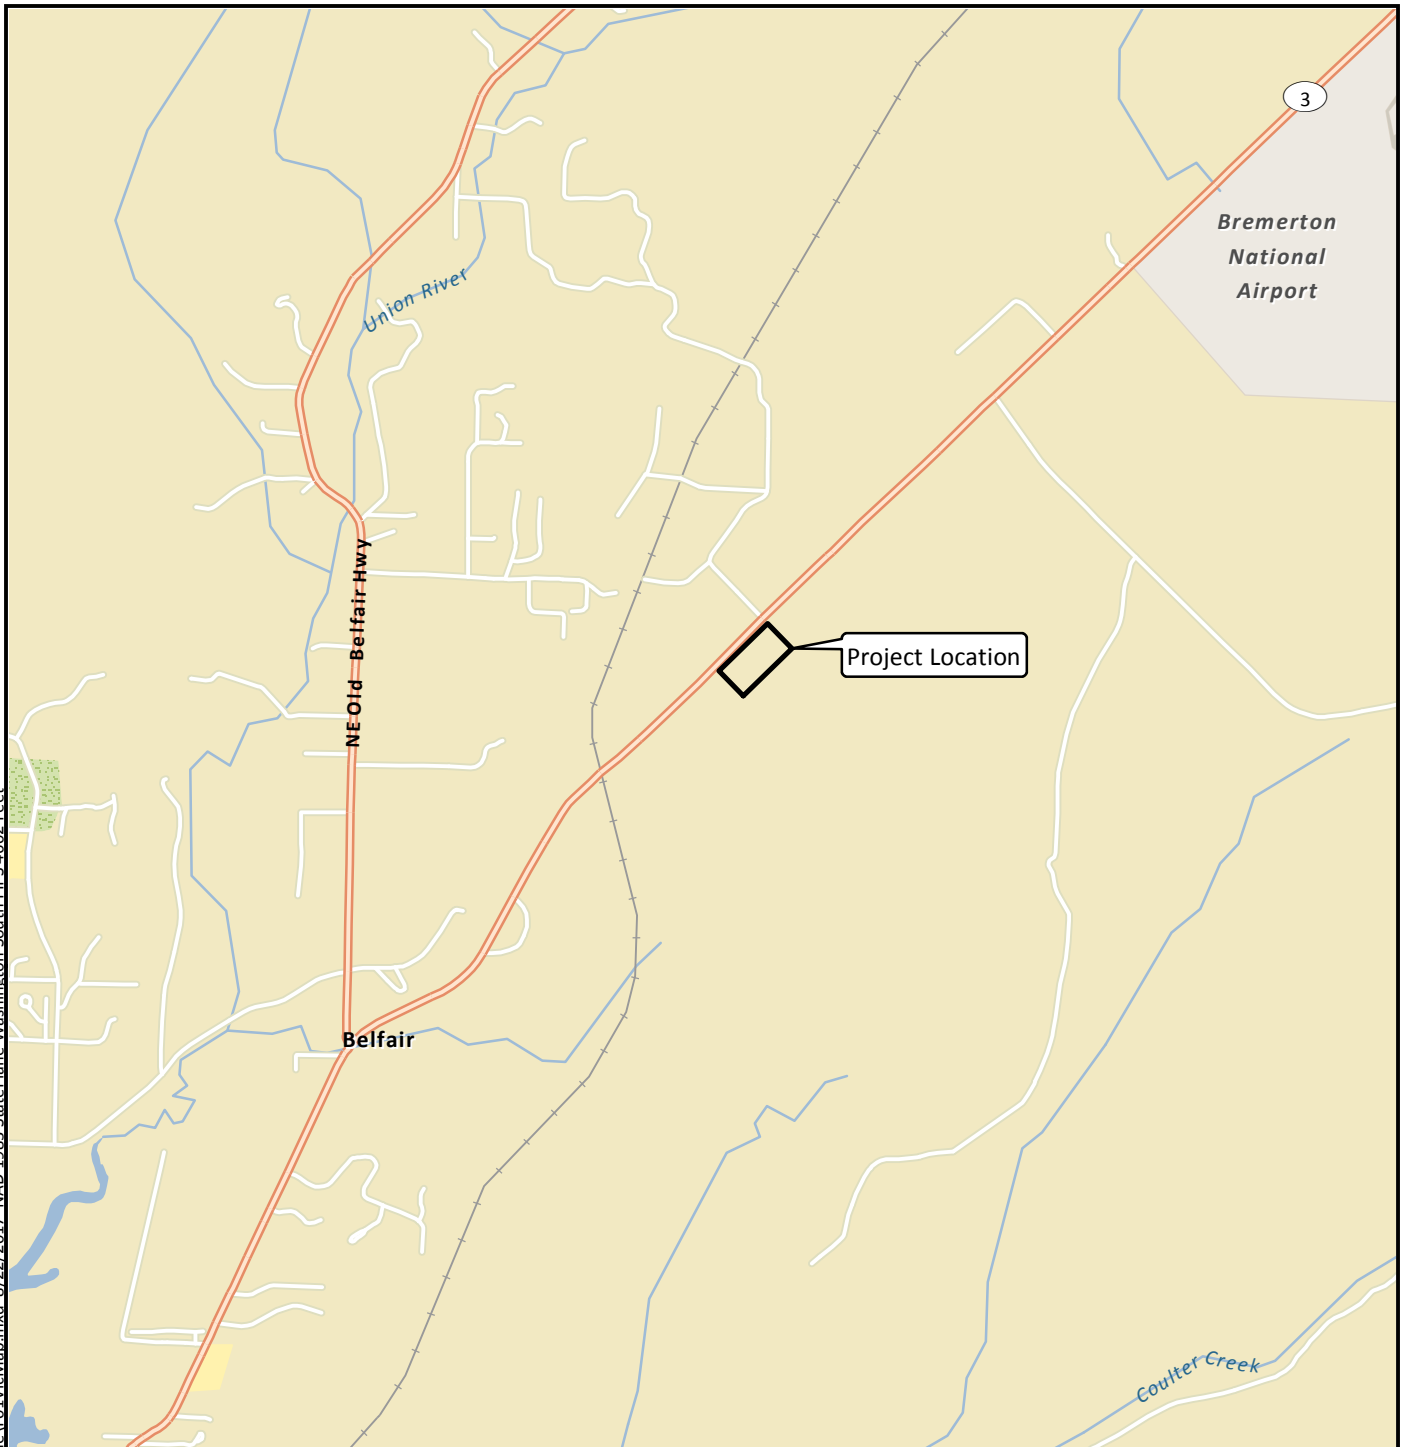 3
Bremerton
National
Airport
Union River
NE Old Belfair Hwy
Project Location
Belfair
Coulter Creek